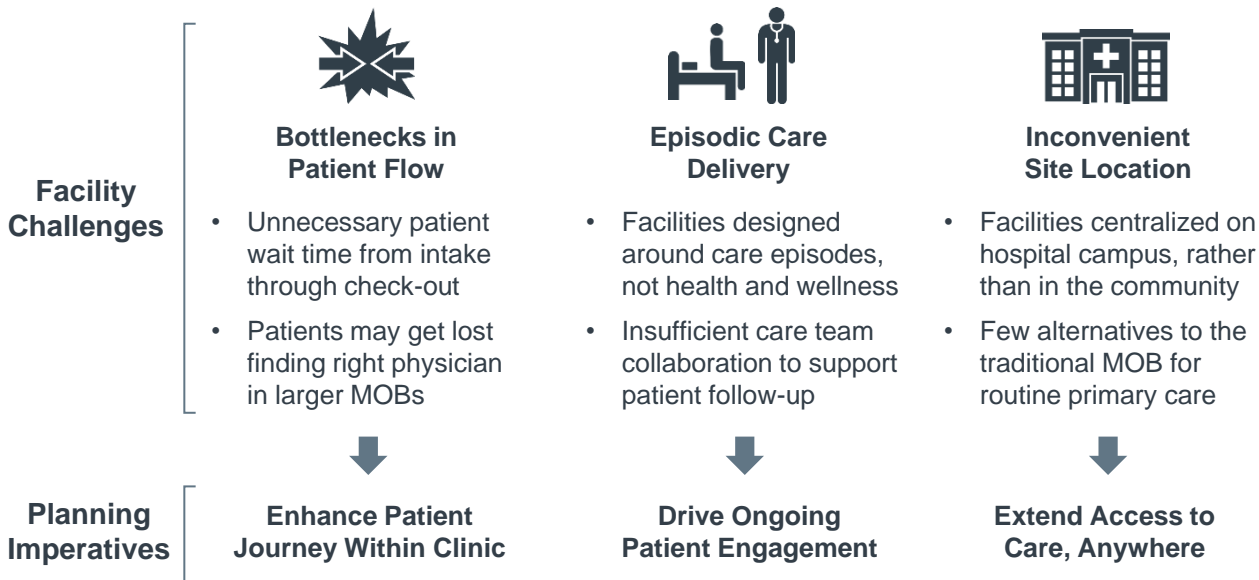 Facility
Challenges
Bottlenecks in
Patient Flow
• Unnecessary patient
wait time from intake
through check-out
• Patients may get lost
finding right physician
in larger MOBs
Episodic Care
Delivery
• Facilities designed
around care episodes,
not health and wellness
• Insufficient care team
collaboration to support
patient follow-up
Inconvenient
Site Location
• Facilities centralized on
hospital campus, rather
than in the community
• Few alternatives to the
traditional MOB for
routine primary care
Planning
Imperatives
Enhance Patient
Journey Within Clinic
Drive Ongoing
Patient Engagement
Extend Access to
Care, Anywhere